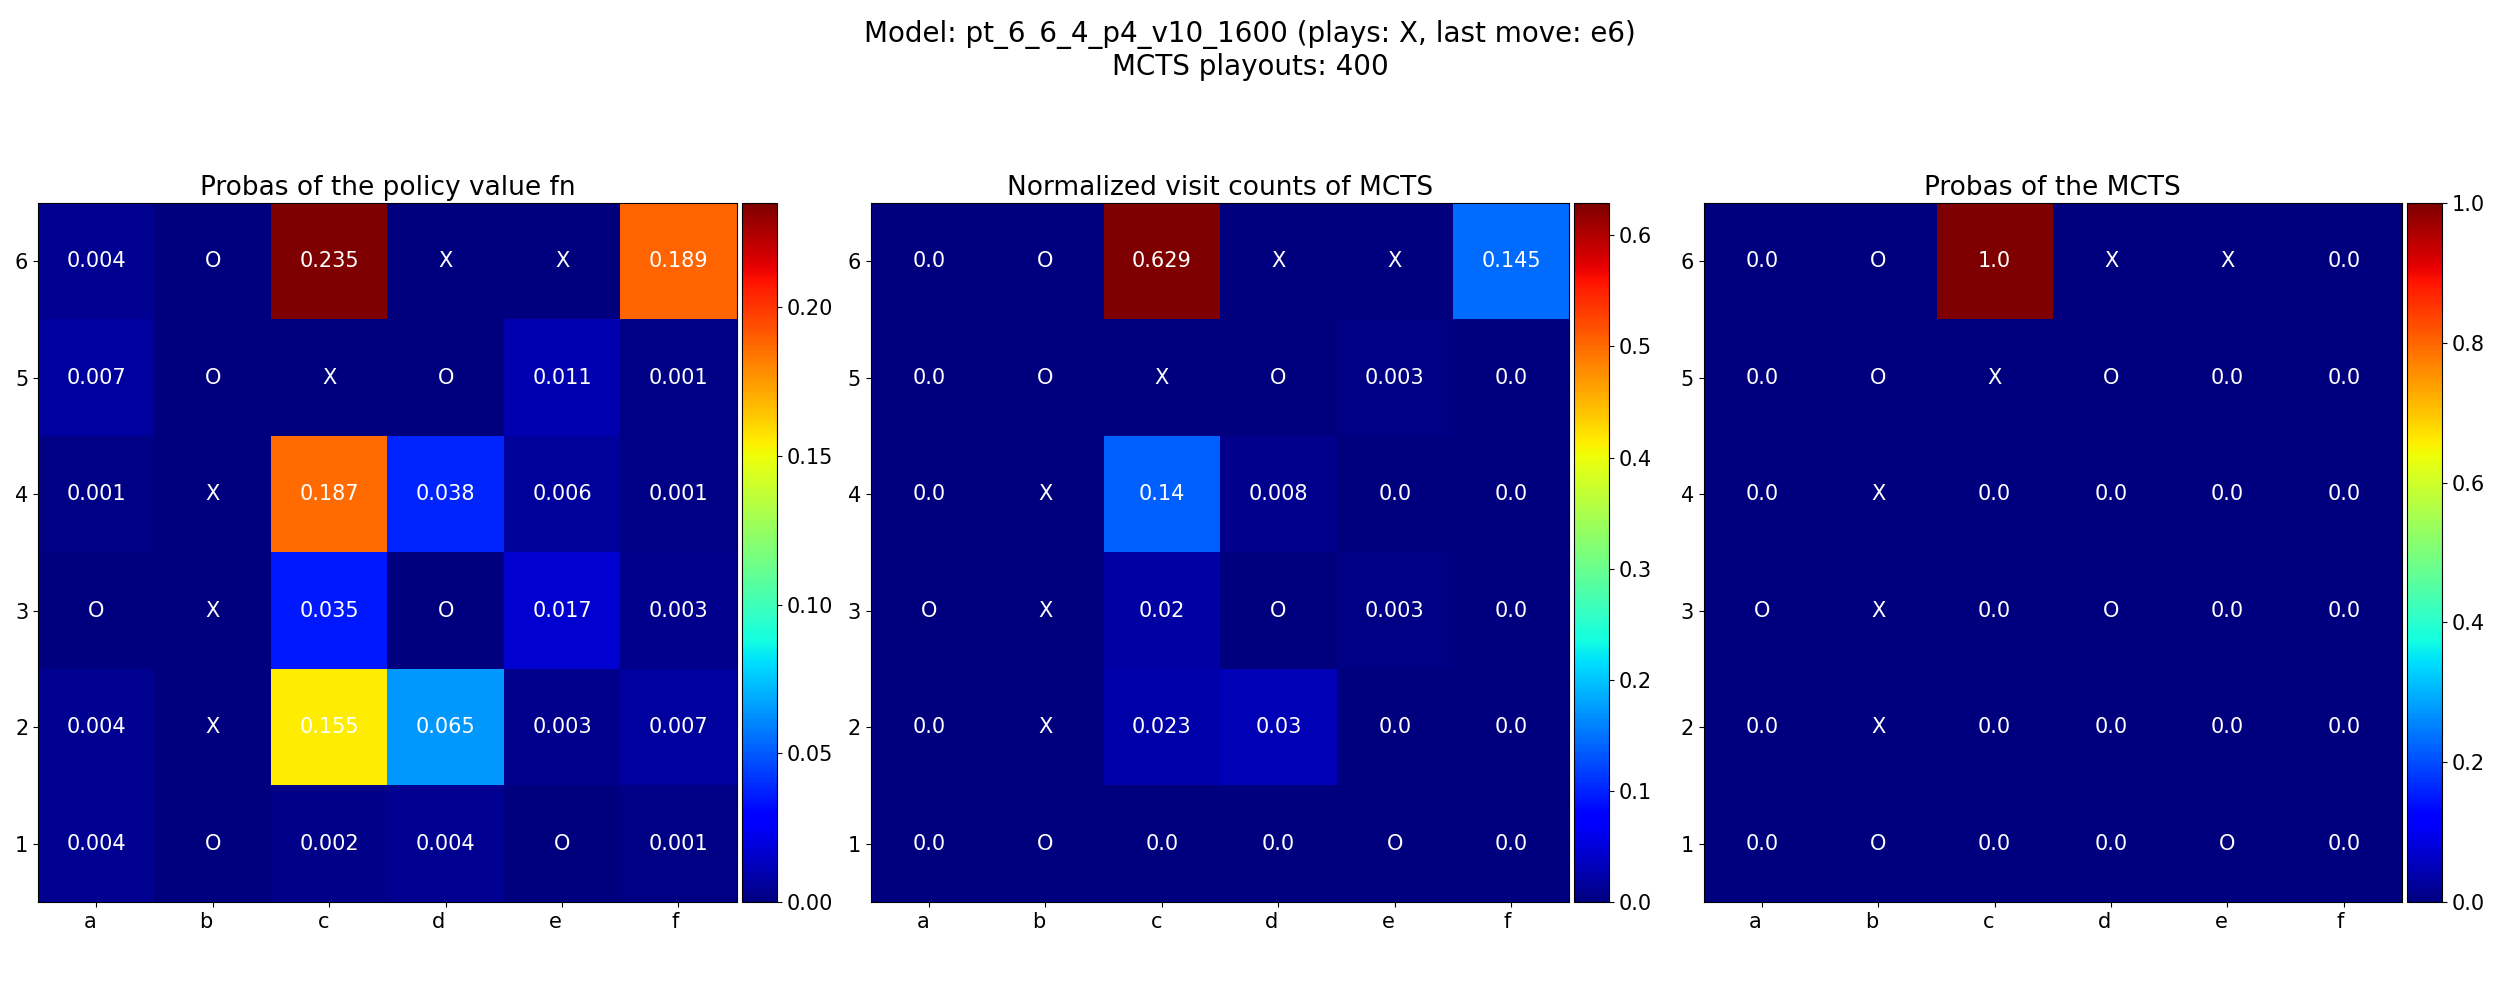 Model: pt_6_6_4_p4_v10_1600 (plays: X, last move: e6)
MCTS playouts: 400
Probas of the policy value fn
6 0.004 O 0.235 X X 0.189
5 0.007 O X O 0.011 0.001
4 0.001 X 0.187 0.038 0.006 0.001
3 O X 0.035 O 0.017 0.003
2 0.004 X 0.155 0.065 0.003 0.007
1 0.004 O 0.002 0.004 O 0.001
a b c d e f
0.20
0.15
0.10
0.05
0.00
Normalized visit counts of MCTS
6 0.0 O 0.629 X X 0.145
5 0.0 O X O 0.003 0.0
4 0.0 X 0.14 0.008 0.0 0.0
3 O X 0.02 O 0.003 0.0
2 0.0 X 0.023 0.03 0.0 0.0
1 0.0 O 0.0 0.0 O 0.0
a b c d e f
0.6
0.5
0.4
0.3
0.2
0.1
0.0
Probas of the MCTS
6 0.0 O 1.0 X X 0.0
5 0.0 O X O 0.0 0.0
4 0.0 X 0.0 0.0 0.0 0.0
3 O X 0.0 O 0.0 0.0
2 0.0 X 0.0 0.0 0.0 0.0
1 0.0 O 0.0 0.0 O 0.0
a b c d e f
1.0
0.8
0.6
0.4
0.2
0.0